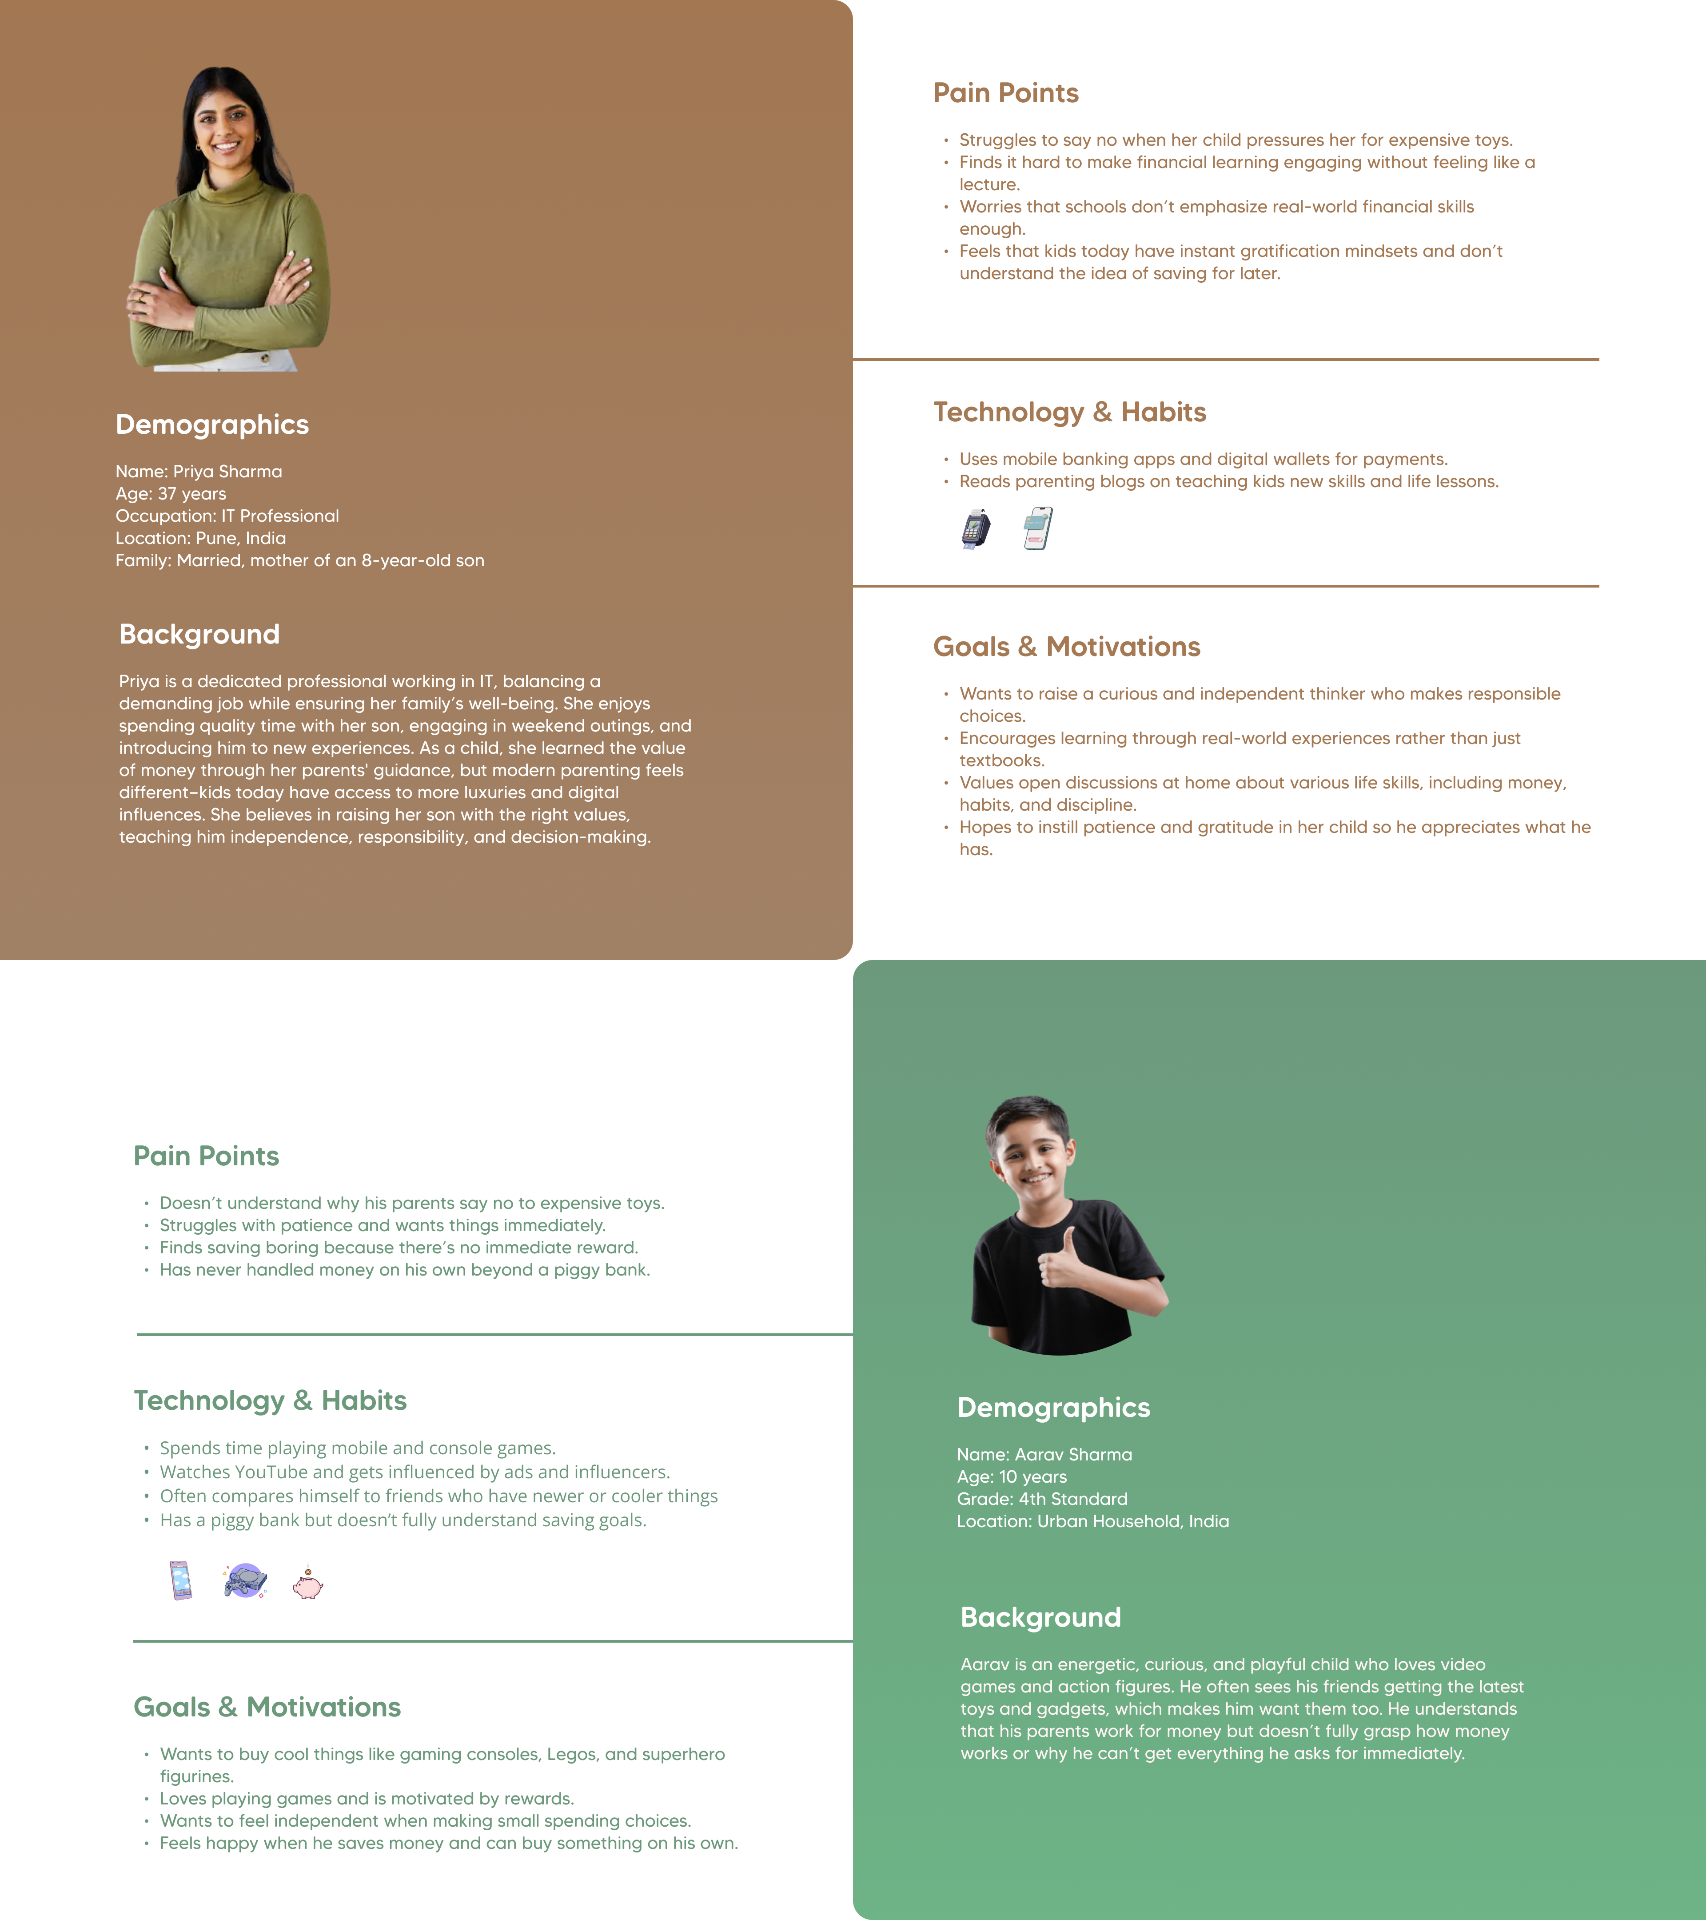 Demographics
Name: Priya Sharma
Age: 37 years
Occupation: IT Professional
Location: Pune, India
Family: Married, mother of an 8-year-old son
Background
Priya is a dedicated professional working in IT, balancing a
demanding job while ensuring her family's well-being. She enjoys
spending quality time with her son, engaging in weekend outings, and
introducing him to new experiences. As a child, she learned the value
of money through her parents' guidance, but modern parenting feels
different–kids today have access to more luxuries and digital
influences. She believes in raising her son with the right values,
teaching him independence, responsibility, and decision-making.
Pain Points
• Struggles to say no when her child pressures her for expensive toys.
• Finds it hard to make financial learning engaging without feeling like a
lecture.
• Worries that schools don't emphasize real-world financial skills
enough.
• Feels that kids today have instant gratification mindsets and don't
understand the idea of saving for later.
Technology & Habits
• Uses mobile banking apps and digital wallets for payments.
• Reads parenting blogs on teaching kids new skills and life lessons.
Goals & Motivations
• Wants to raise a curious and independent thinker who makes responsible
choices.
• Encourages learning through real-world experiences rather than just
textbooks.
• Values open discussions at home about various life skills, including money,
habits, and discipline.
• Hopes to instill patience and gratitude in her child so he appreciates what he
has.
Pain Points
• Doesn't understand why his parents say no to expensive toys.
• Struggles with patience and wants things immediately.
• Finds saving boring because there's no immediate reward.
• Has never handled money on his own beyond a piggy bank.
Technology & Habits
• Spends time playing mobile and console games.
• Watches YouTube and gets influenced by ads and influencers.
• Often compares himself to friends who have newer or cooler things
• Has a piggy bank but doesn't fully understand saving goals.
Goals & Motivations
• Wants to buy cool things like gaming consoles, Legos, and superhero
figurines.
• Loves playing games and is motivated by rewards.
• Wants to feel independent when making small spending choices.
• Feels happy when he saves money and can buy something on his own.
Demographics
Name: Aarav Sharma
Age: 10 years
Grade: 4th Standard
Location: Urban Household, India
Background
Aarav is an energetic, curious, and playful child who loves video
games and action figures. He often sees his friends getting the latest
toys and gadgets, which makes him want them too. He understands
that his parents work for money but doesn't fully grasp how money
works or why he can't get everything he asks for immediately.